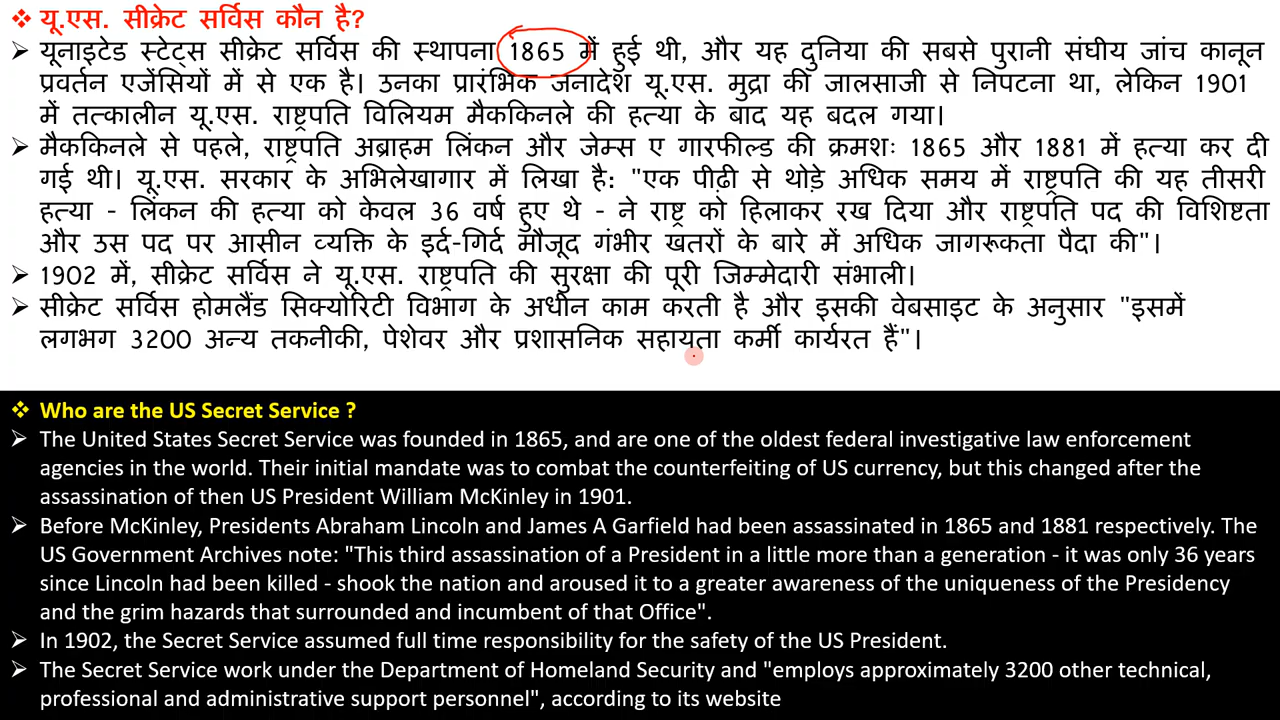 ❖ यू.एस. सीक्रेट सर्विस कौन है?
➢ यूनाइटेड स्टेट्स सीक्रेट सर्विस की स्थापना 1865 में हुई थी, और यह दुनिया की सबसे पुरानी संघीय जांच कानून
प्रवर्तन एजेंसियों में से एक है। उनका प्रारंभिक जनादेश यू.एस. मुद्रा की जालसाजी से निपटना था, लेकिन 1901
में तत्कालीन यू.एस. राष्ट्रपति विलियम मैककिनले की हत्या के बाद यह बदल गया।
➢ मैककिनले से पहले, राष्ट्रपति अब्राहम लिंकन और जेम्स ए गारफील्ड की क्रमशः 1865 और 1881 में हत्या कर दी
गई थी। यू.एस. सरकार के अभिलेखागार में लिखा है: "एक पीढ़ी से थोड़े अधिक समय में राष्ट्रपति की यह तीसरी
हत्या - लिंकन की हत्या को केवल 36 वर्ष हुए थे - ने राष्ट्र को हिलाकर रख दिया और राष्ट्रपति पद की विशिष्टता
और उस पद पर आसीन व्यक्ति के इर्द-गिर्द मौजूद गंभीर खतरों के बारे में अधिक जागरूकता पैदा की"।
➢ 1902 में, सीक्रेट सर्विस ने यू.एस. राष्ट्रपति की सुरक्षा की पूरी जिम्मेदारी संभाली।
➢ सीक्रेट सर्विस होमलैंड सिक्योरिटी विभाग के अधीन काम करती है और इसकी वेबसाइट के अनुसार "इसमें
लगभग 3200 अन्य तकनीकी, पेशेवर और प्रशासनिक सहायता कर्मी कार्यरत हैं"।
❖ Who are the US Secret Service ?
➢ The United States Secret Service was founded in 1865, and are one of the oldest federal investigative law enforcement
agencies in the world. Their initial mandate was to combat the counterfeiting of US currency, but this changed after the
assassination of then US President William McKinley in 1901.
➢ Before McKinley, Presidents Abraham Lincoln and James A Garfield had been assassinated in 1865 and 1881 respectively. The
US Government Archives note: "This third assassination of a President in a little more than a generation - it was only 36 years
since Lincoln had been killed - shook the nation and aroused it to a greater awareness of the uniqueness of the Presidency
and the grim hazards that surrounded and incumbent of that Office".
➢ In 1902, the Secret Service assumed full time responsibility for the safety of the US President.
➢ The Secret Service work under the Department of Homeland Security and "employs approximately 3200 other technical,
professional and administrative support personnel", according to its website